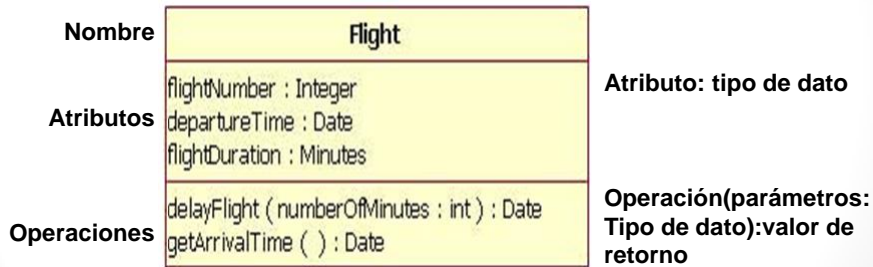 Nombre
Flight
flightNumber : Integer
Atributo: tipo de dato
Atributos
departureTime : Date
flightDuration : Minutes
delayFlight ( numberOfMinutes : int ) : Date
Operación(parámetros:
Tipo de dato):valor de
retorno
Operaciones
getArrivalTime ( ) : Date